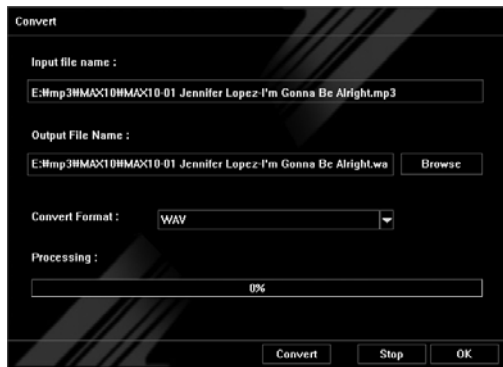 Convert
Input file name :
E:₩mp3₩MAX10₩MAX10-01 Jennifer Lopez-I'm Gonna Be Alright.mp3
Output File Name :
E:₩mp3₩MAX10₩MAX10-01 Jennifer Lopez-I'm Gonna Be Alright.wa
Browse
Convert Format :
WAV
Processing :
0%
Convert
Stop
OK